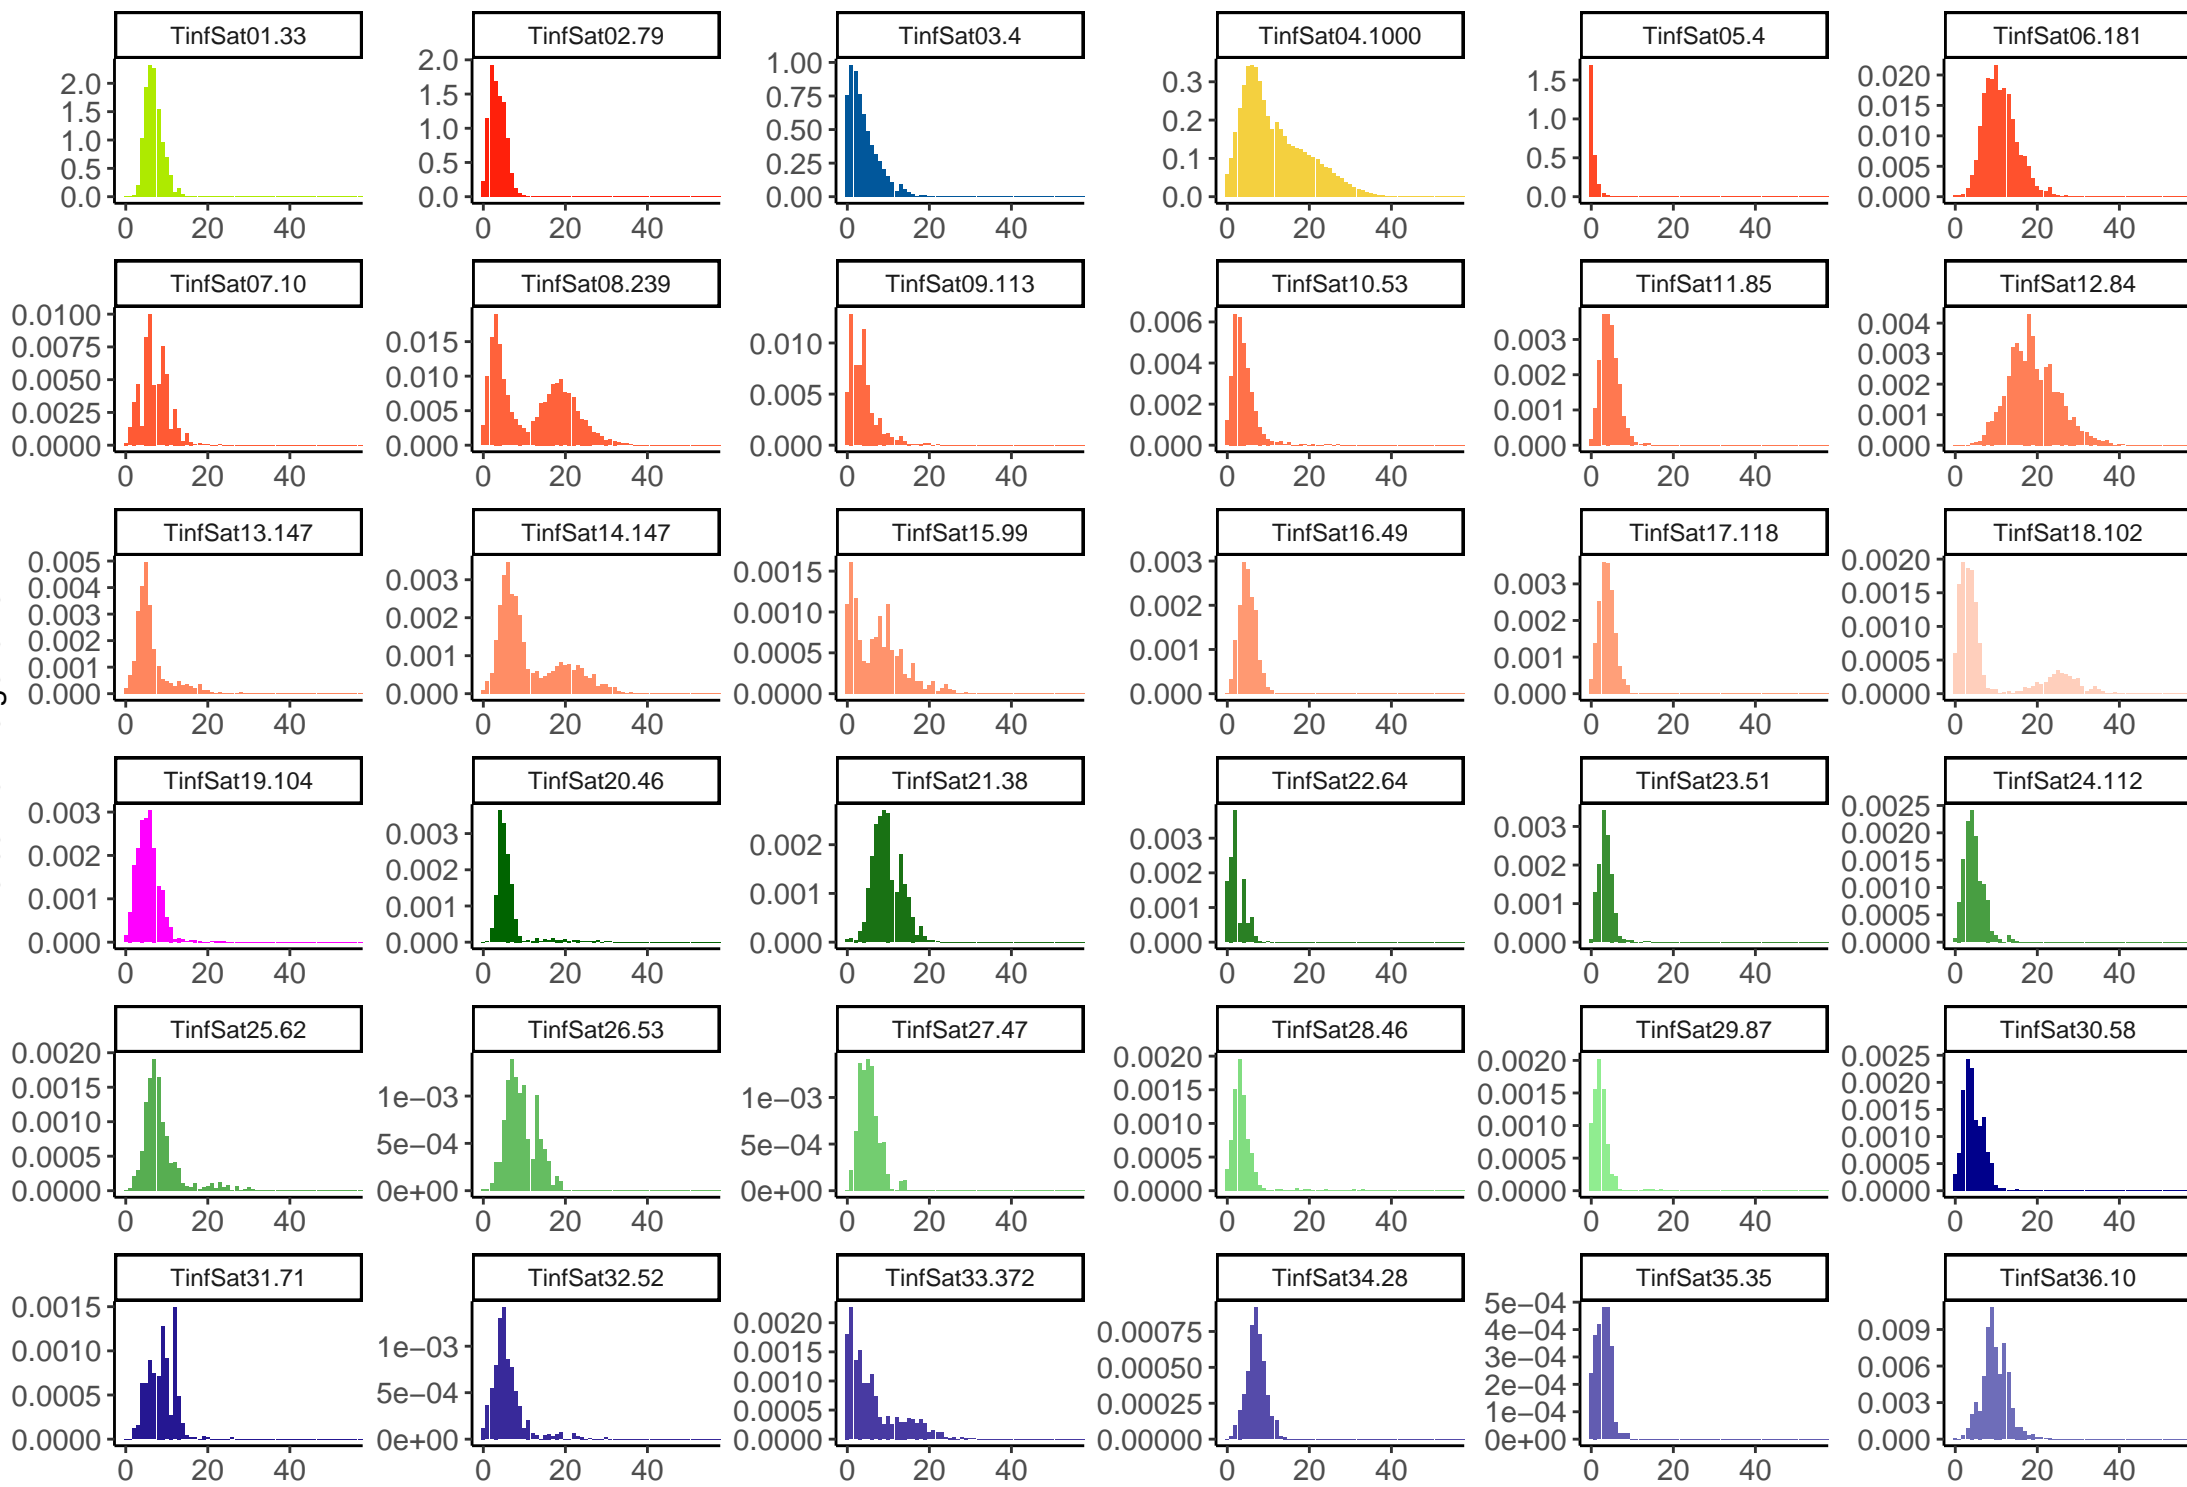 TinfSat01.33 TinfSat02.79 TinfSat03.4 TinfSat04.1000 TinfSat05.4 TinfSat06.181
2.0 2.0 1.00 0.3 1.5 0.020
1.5 1.5 0.75 0.2 1.0 0.015
1.0 1.0 0.50 0.1 0.5 0.010
0.5 0.5 0.25 0.0 0.0 0.005
0.0 0.0 0.00 0.000
0 20 40 0 20 40 0 20 40 0 20 40 0 20 40 0 20 40
TinfSat07.10 TinfSat08.239 TinfSat09.113 TinfSat10.53 TinfSat11.85 TinfSat12.84
0.0100 0.015 0.010 0.006 0.003 0.004
0.0075 0.010 0.005 0.004 0.002 0.003
0.0050 0.005 0.000 0.002 0.001 0.002
0.0025 0.000 0.000 0.000 0.001
0.0000 0.000
0 20 40 0 20 40 0 20 40 0 20 40 0 20 40 0 20 40
TinfSat13.147 TinfSat14.147 TinfSat15.99 TinfSat16.49 TinfSat17.118 TinfSat18.102
0.005 0.003 0.0015 0.003 0.003 0.0020
0.004 0.002 0.0010 0.002 0.002 0.0015
0.003 0.001 0.0005 0.001 0.001 0.0010
0.002 0.000 0.0000 0.000 0.000 0.0005
0.001 0.0000
0.000
0 20 40 0 20 40 0 20 40 0 20 40 0 20 40 0 20 40
TinfSat19.104 TinfSat20.46 TinfSat21.38 TinfSat22.64 TinfSat23.51 TinfSat24.112
0.003 0.003 0.002 0.003 0.003 0.0025
0.002 0.002 0.001 0.002 0.002 0.0020
0.001 0.001 0.000 0.001 0.001 0.0015
0.000 0.000 0.000 0.000 0.0010
0.0005
0.0000
0 20 40 0 20 40 0 20 40 0 20 40 0 20 40 0 20 40
TinfSat25.62 TinfSat26.53 TinfSat27.47 TinfSat28.46 TinfSat29.87 TinfSat30.58
0.0020 1e−03 1e−03 0.0020 0.0020 0.0025
0.0015 5e−04 5e−04 0.0015 0.0015 0.0020
0.0010 0e+00 0e+00 0.0010 0.0010 0.0015
0.0005 0.0005 0.0005 0.0010
0.0000 0.0000 0.0000 0.0005
0.0000
0 20 40 0 20 40 0 20 40 0 20 40 0 20 40 0 20 40
TinfSat31.71 TinfSat32.52 TinfSat33.372 TinfSat34.28 TinfSat35.35 TinfSat36.10
0.0015 1e−03 0.0020 0.00075 5e−04 0.009
0.0010 5e−04 0.0015 0.00050 4e−04 0.006
0.0005 0e+00 0.0010 0.00025 3e−04 0.003
0.0000 0.0005 0.00000 2e−04 0.000
0.0000 1e−04
0e+00
0 20 40 0 20 40 0 20 40 0 20 40 0 20 40 0 20 40